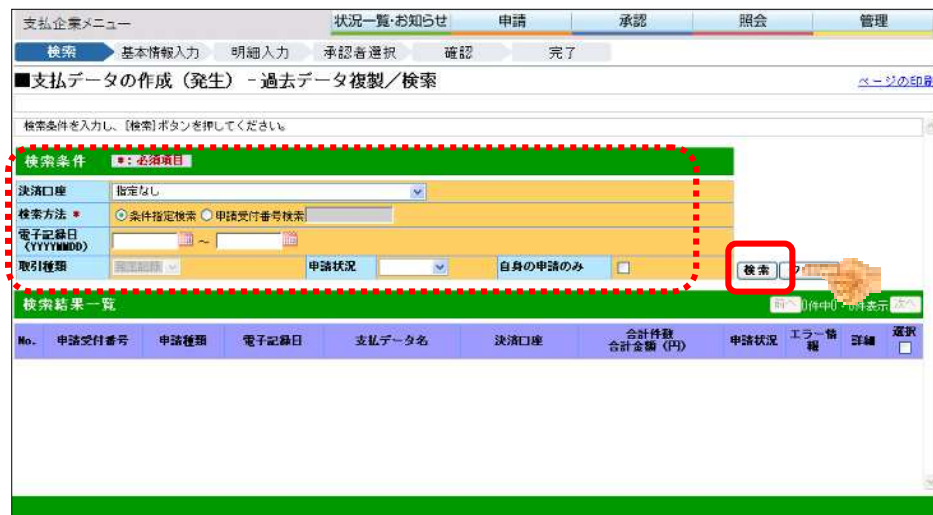 支払企業メニュー 状況一覧・お知らせ 申請 承認 照会 管理
検索 基本情報入力 明細入力 承認者選択 確認 完了
■支払データの作成（発生）－過去データ複製／検索 ページの印刷
検索条件を入力し、[検索]ボタンを押してください。
検索条件 *：必須項目
決済口座 指定なし
検索方法 * 条件指定検索 申請受付番号検索
電子記録日
(YYYYMMDD) ～
取引種類 発生記録 申請状況 自身の申請のみ 検索
検索結果一覧 前へ 0件中0 - 0件表示 次へ
No. 申請受付番号 申請種類 電子記録日 支払データ名 決済口座 合計件数 合計金額（円） 申請状況 エラー情報 詳細 選択